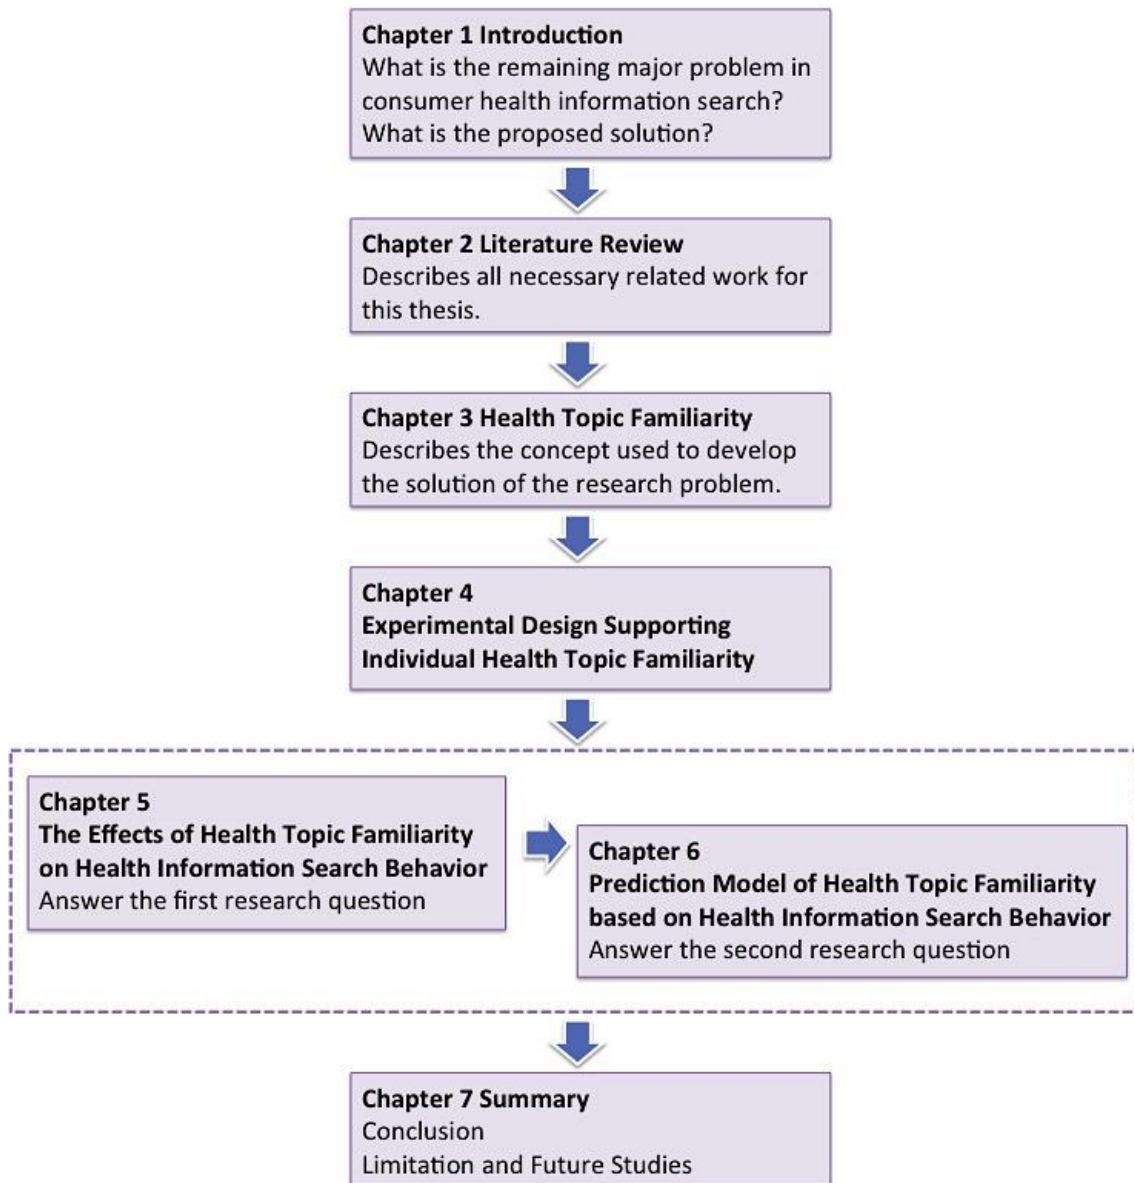 Chapter 1 Introduction
What is the remaining major problem in
consumer health information search?
What is the proposed solution?
Chapter 2 Literature Review
Describes all necessary related work for
this thesis.
Chapter 3 Health Topic Familiarity
Describes the concept used to develop
the solution of the research problem.
Chapter 4
Experimental Design Supporting
Individual Health Topic Familiarity
Chapter 5
The Effects of Health Topic Familiarity
on Health Information Search Behavior
Answer the first research question
Chapter 6
Prediction Model of Health Topic Familiarity
based on Health Information Search Behavior
Answer the second research question
Chapter 7 Summary
Conclusion
Limitation and Future Studies